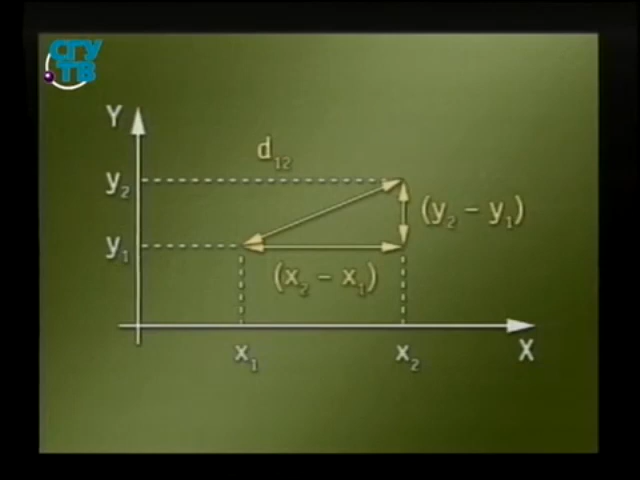 СГУ
ТВ
Y
d₁₂
y₂
(y₂ − y₁)
y₁
(x₂ − x₁)
x₁
x₂
X